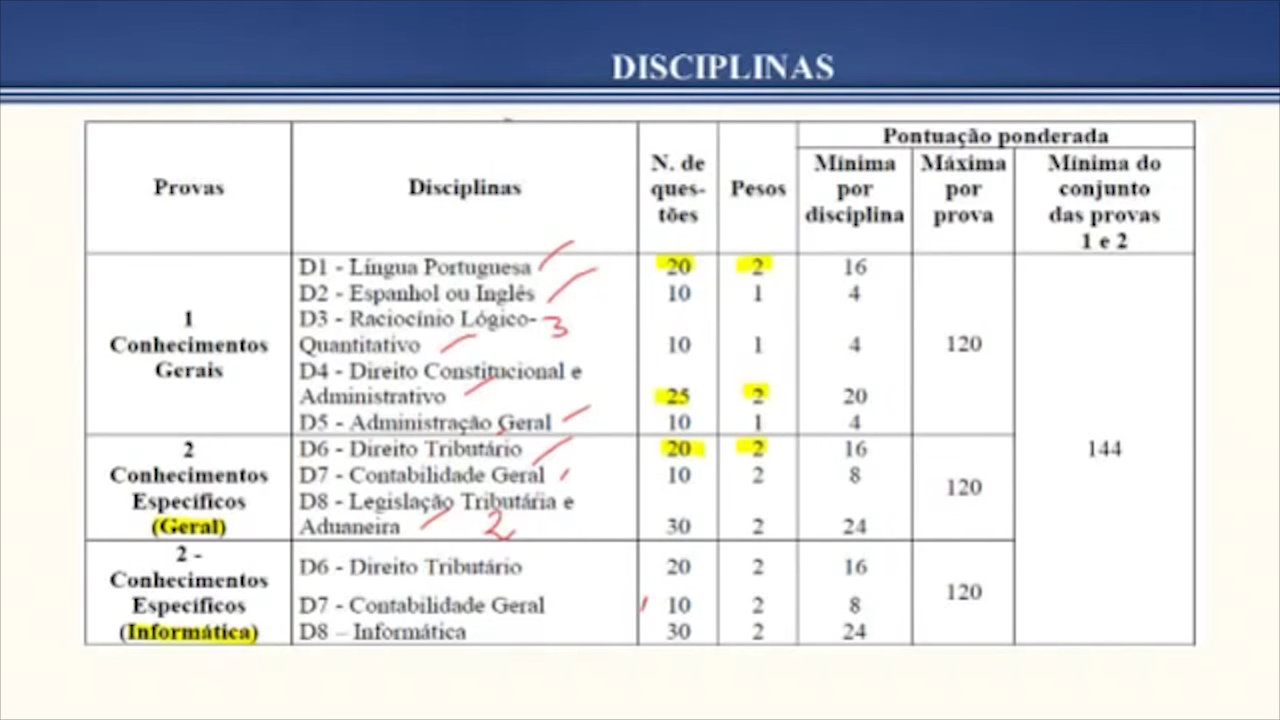 DISCIPLINAS
Provas
Disciplinas
N. de
ques-
tões
Pesos
Pontuação ponderada
Mínima
por
disciplina
Máxima
por
prova
Mínima do
conjunto
das provas
1 e 2
1
Conhecimentos
Gerais
D1 - Língua Portuguesa 20 2 16
D2 - Espanhol ou Inglês 10 1 4
D3 - Raciocínio Lógico- 3
Quantitativo 10 1 4
D4 - Direito Constitucional e
Administrativo 25 2 20
D5 - Administração Geral 10 1 4
120
2
Conhecimentos
Específicos
(Geral)
D6 - Direito Tributário 20 2 16
D7 - Contabilidade Geral 10 2 8
D8 - Legislação Tributária e
Aduaneira 2 30 2 24
120
144
2 -
Conhecimentos
Específicos
(Informática)
D6 - Direito Tributário 20 2 16
D7 - Contabilidade Geral 10 2 8
D8 – Informática 30 2 24
120